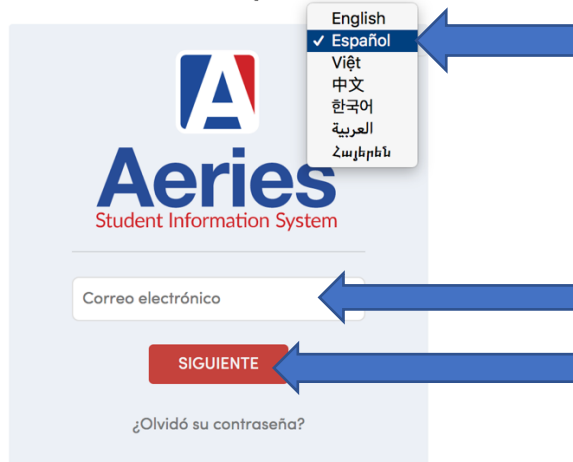 English
✓ Español
Việt
中文
한국어
العربية
Հայերեն
Aeries
Student Information System
Correo electrónico
SIGUIENTE
¿Olvidó su contraseña?